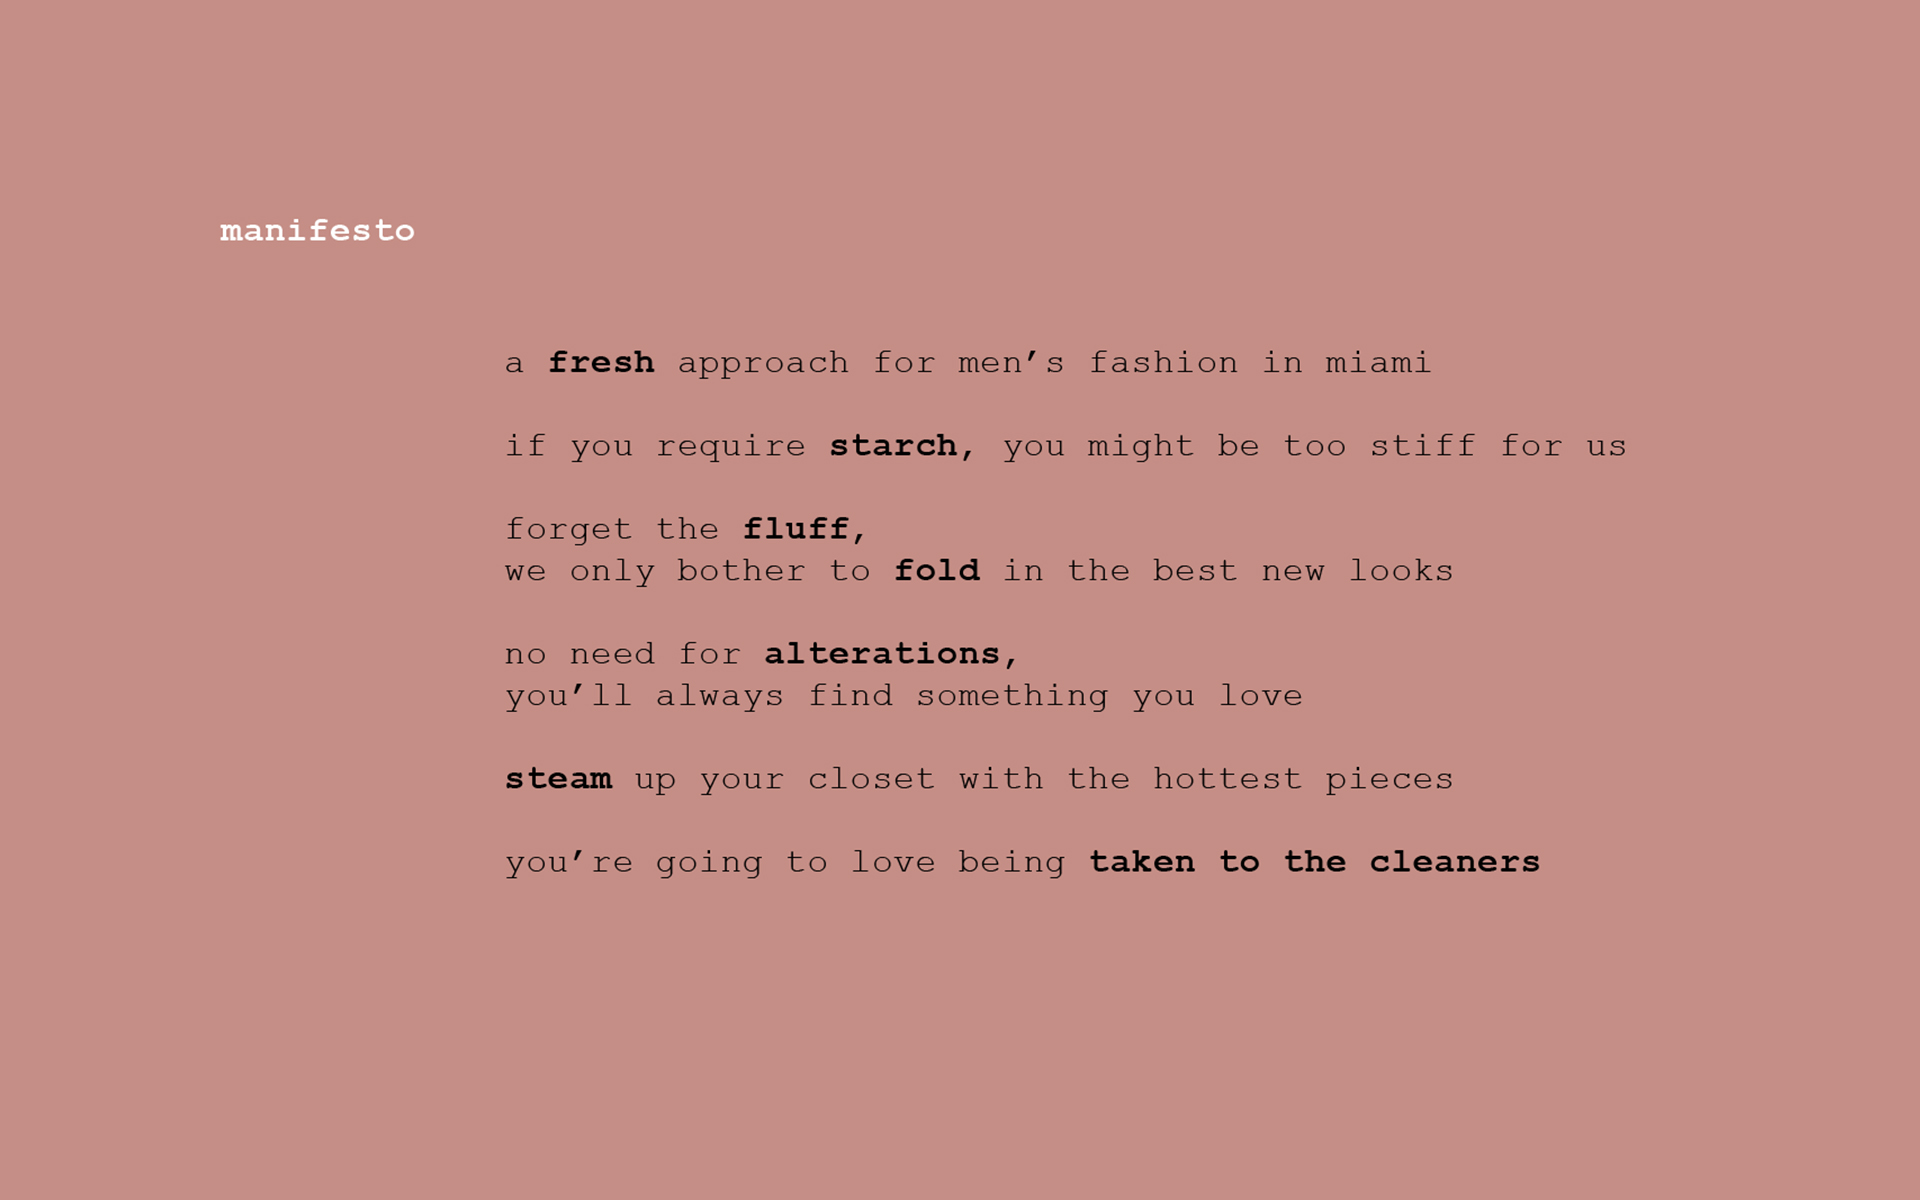 manifesto
a fresh approach for men’s fashion in miami
if you require starch, you might be too stiff for us
forget the fluff,
we only bother to fold in the best new looks
no need for alterations,
you’ll always find something you love
steam up your closet with the hottest pieces
you’re going to love being taken to the cleaners